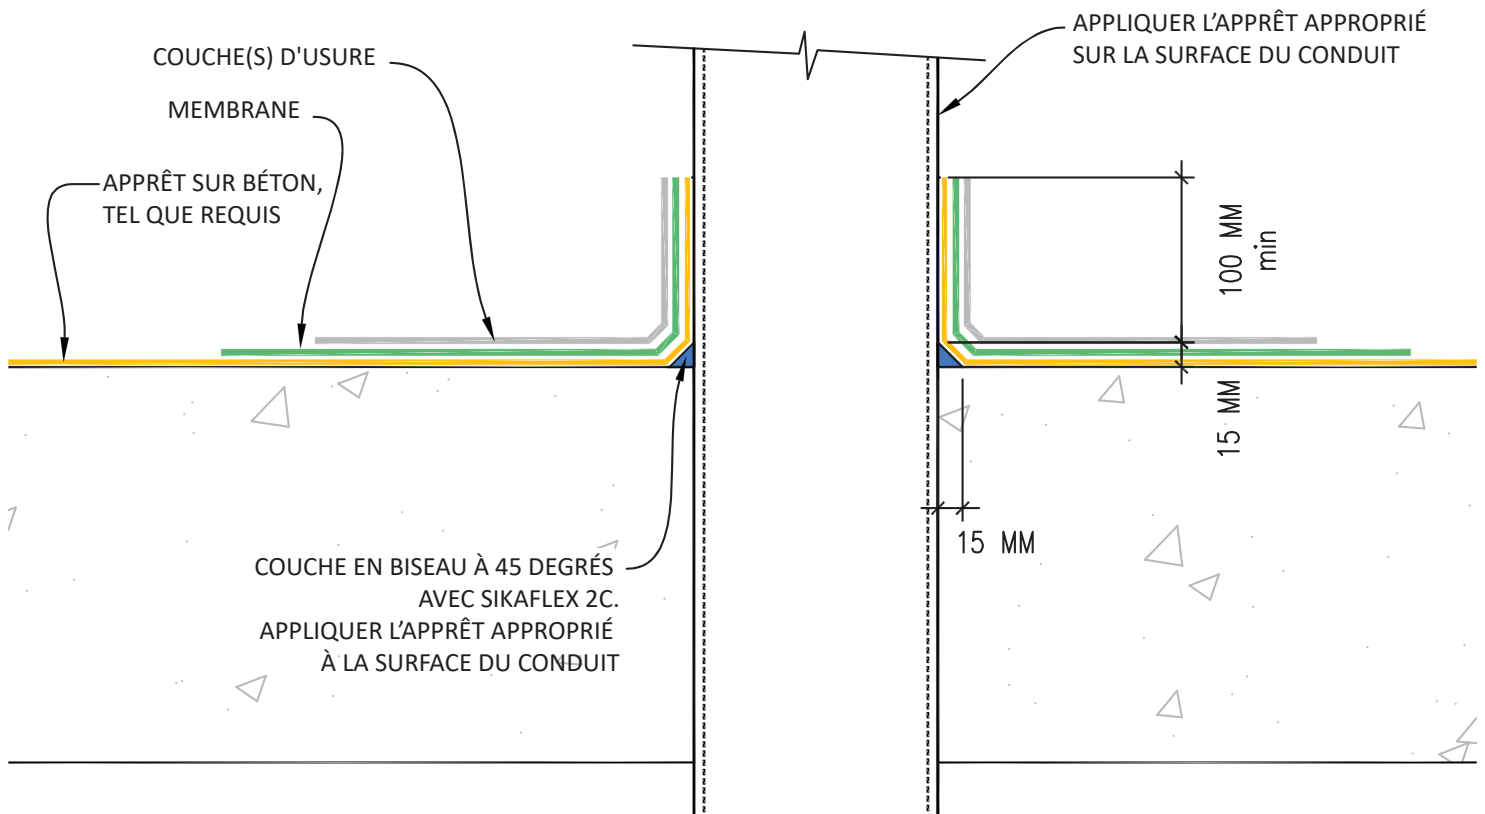 COUCHE(S) D'USURE
MEMBRANE
APPRÊT SUR BÉTON,
TEL QUE REQUIS
APPLIQUER L’APPRÊT APPROPRIÉ
SUR LA SURFACE DU CONDUIT
100 MM
min
15 MM
15 MM
COUCHE EN BISEAU À 45 DEGRÉS
AVEC SIKAFLEX 2C.
APPLIQUER L’APPRÊT APPROPRIÉ
À LA SURFACE DU CONDUIT